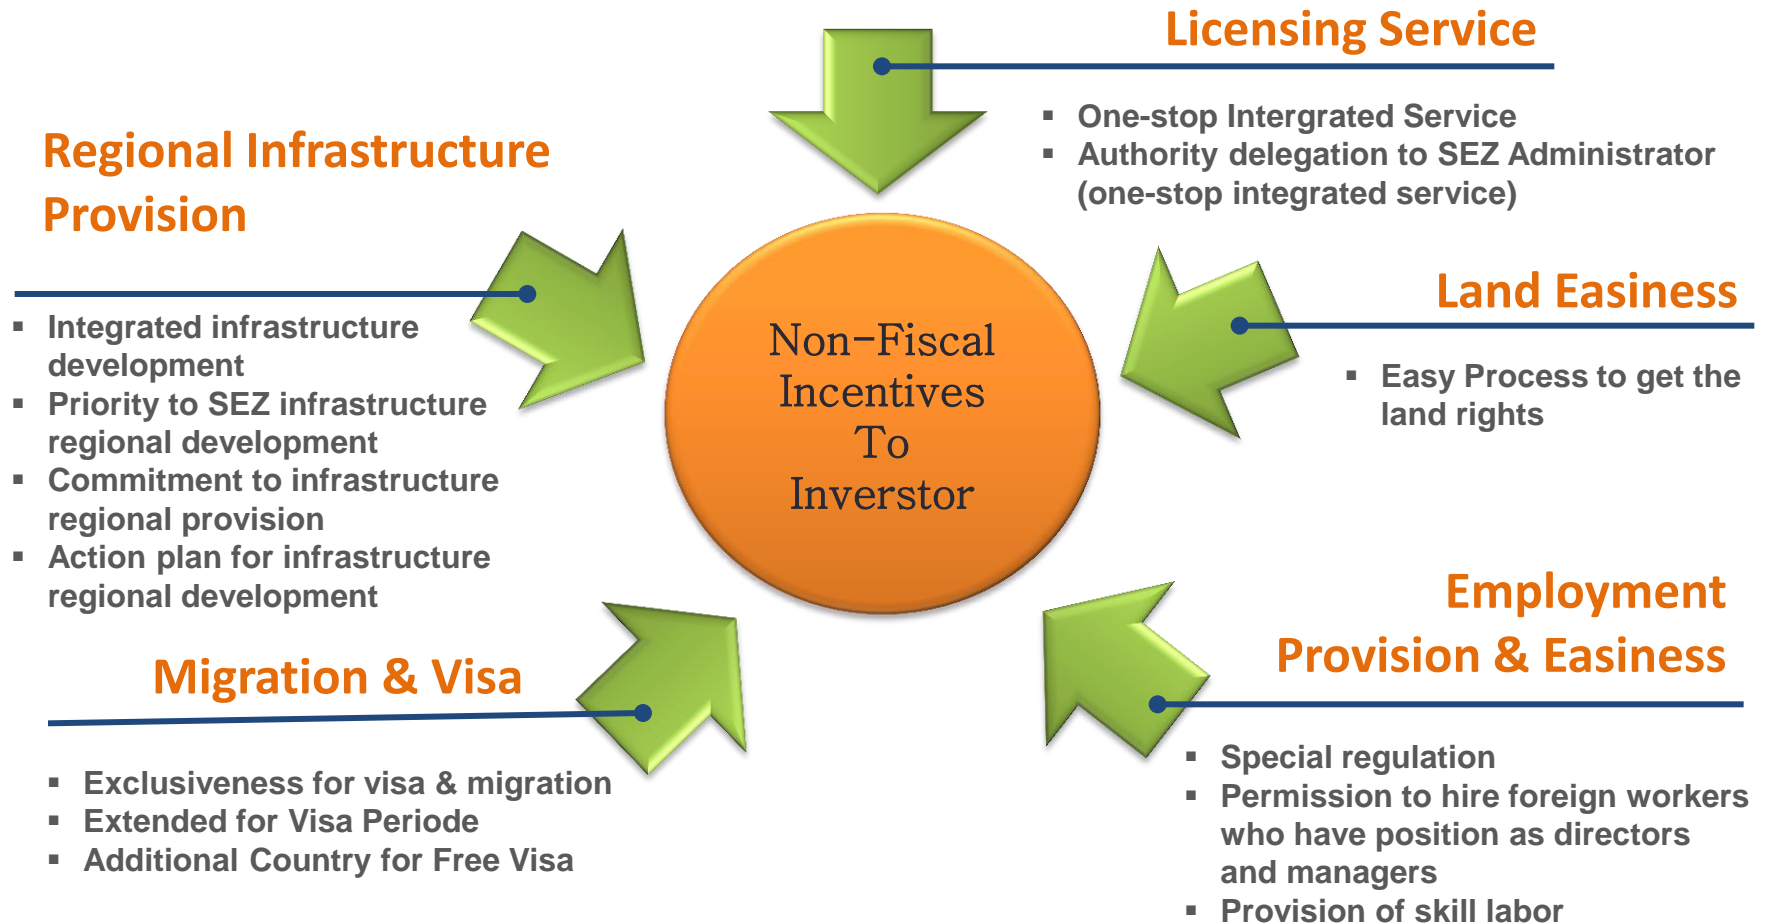 Licensing Service
▪ One-stop Intergrated Service
▪ Authority delegation to SEZ Administrator
(one-stop integrated service)
Regional Infrastructure
Provision
▪ Integrated infrastructure
development
▪ Priority to SEZ infrastructure
regional development
▪ Commitment to infrastructure
regional provision
▪ Action plan for infrastructure
regional development
Non-Fiscal
Incentives
To
Inverstor
Land Easiness
▪ Easy Process to get the
land rights
Migration & Visa
▪ Exclusiveness for visa & migration
▪ Extended for Visa Periode
▪ Additional Country for Free Visa
Employment
Provision & Easiness
▪ Special regulation
▪ Permission to hire foreign workers
who have position as directors
and managers
▪ Provision of skill labor